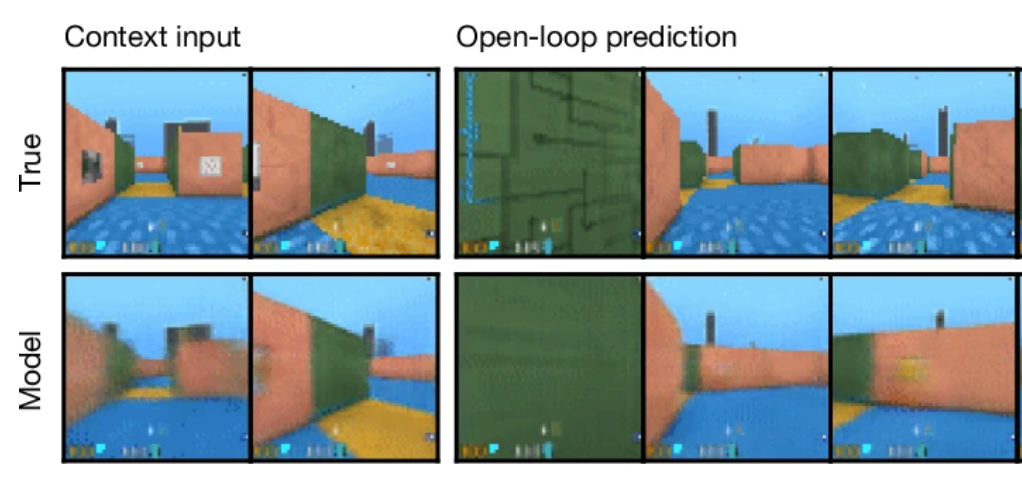 Context input
Open-loop prediction
True
Model